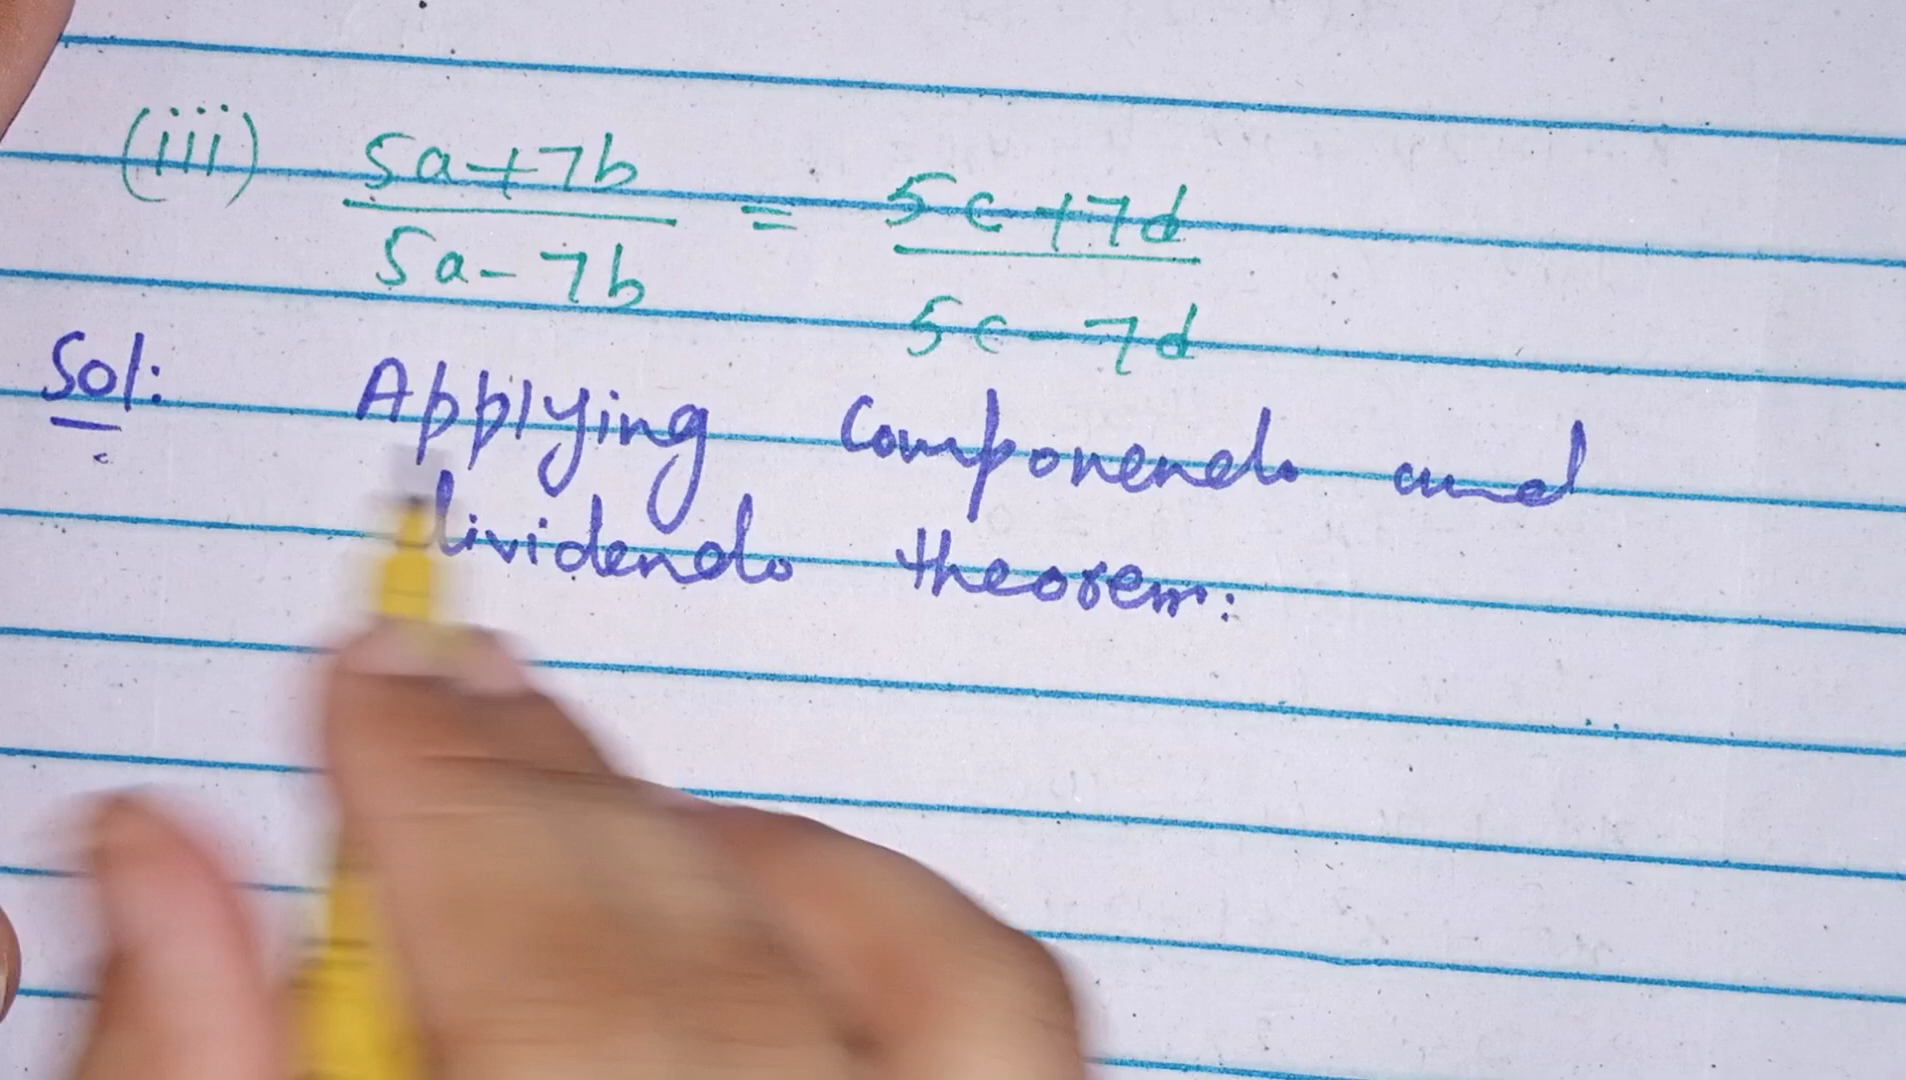 (iii) 5a+7b = 5c+7d
5a-7b 5c-7d
Sol: Applying Componendo and
dividendo theorem: